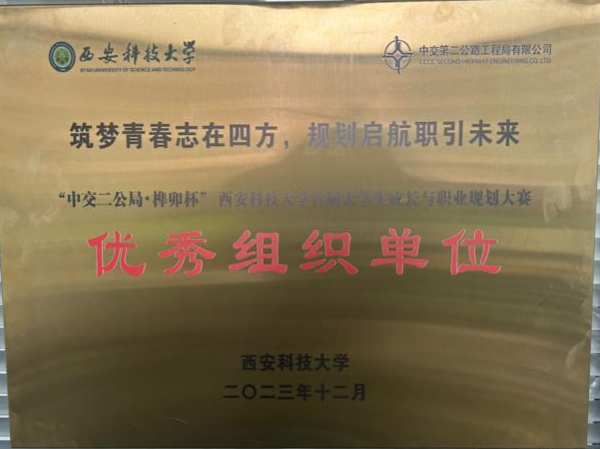 西安科技大学
XI'AN UNIVERSITY OF SCIENCE AND TECHNOLOGY
中交第二公路工程局有限公司
CCCC SECOND HIGHWAY ENGINEERING CO.,LTD.
筑梦青春志在四方，规划启航职引未来
“中交二公局·榫卯杯”西安科技大学首届大学生成长与职业规划大赛
优秀组织单位
西安科技大学
二〇二三年十二月